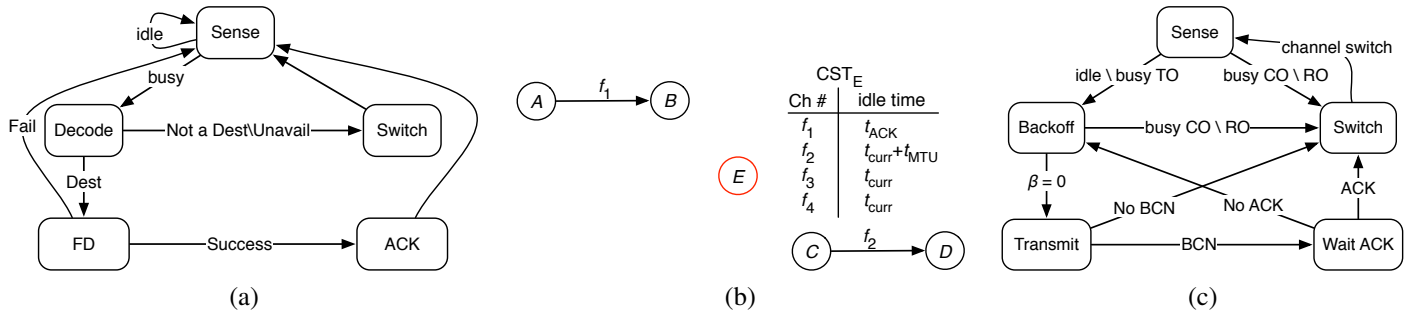 Sense
idle
busy
Fail
Decode
Not a Dest\Unavail
Switch
Dest
FD
Success
ACK
(a)
A
f1
B
E
CSTE
Ch # idle time
f1 tACK
f2 tcurr+tMTU
f3 tcurr
f4 tcurr
C
f2
D
(b)
Sense
channel switch
idle \ busy TO
busy CO \ RO
Backoff
busy CO \ RO
Switch
β = 0
No BCN
No ACK
ACK
Transmit
BCN
Wait ACK
(c)